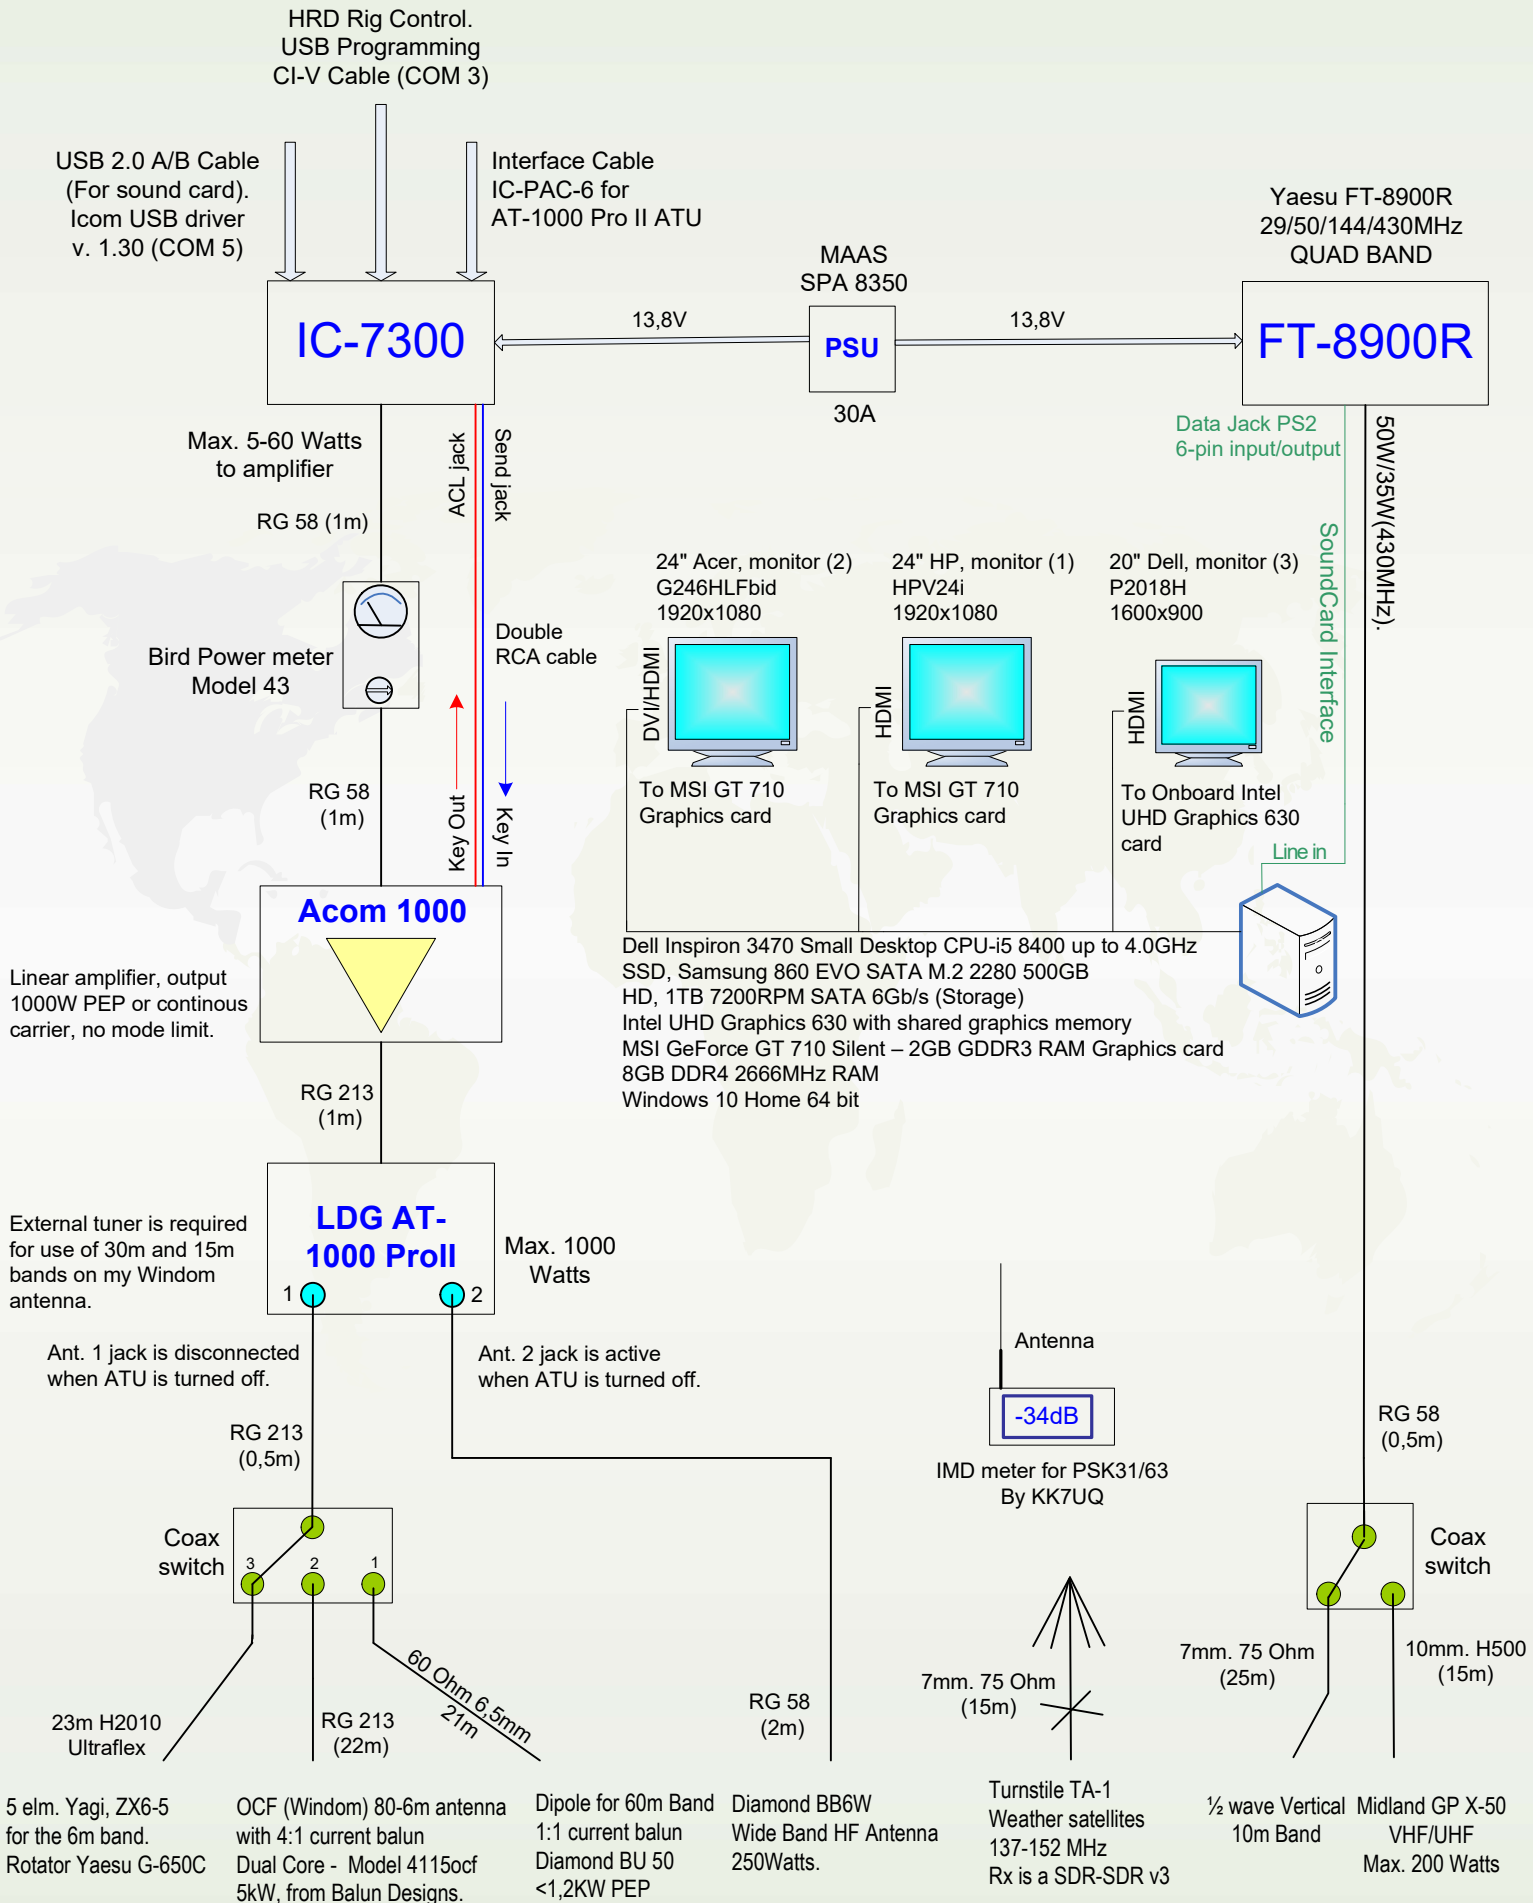 HRD Rig Control.
USB Programming
CI-V Cable (COM 3)
USB 2.0 A/B Cable
(For sound card).
Icom USB driver
v. 1.30 (COM 5)
Interface Cable
IC-PAC-6 for
AT-1000 Pro II ATU
MAAS
SPA 8350
Yaesu FT-8900R
29/50/144/430MHz
QUAD BAND
IC-7300
13,8V
PSU
13,8V
FT-8900R
30A
Max. 5-60 Watts
to amplifier
ACL jack
Send jack
Data Jack PS2
6-pin input/output
50W/35W(430MHz).
RG 58 (1m)
SoundCard Interface
24" Acer, monitor (2)
G246HLFbid
1920x1080
24" HP, monitor (1)
HPV24i
1920x1080
20" Dell, monitor (3)
P2018H
1600x900
Bird Power meter
Model 43
Double
RCA cable
DVI/HDMI
HDMI
HDMI
To MSI GT 710
Graphics card
To MSI GT 710
Graphics card
To Onboard Intel
UHD Graphics 630
card
RG 58
(1m)
Key Out
Key In
Line in
Acom 1000
Linear amplifier, output
1000W PEP or continous
carrier, no mode limit.
Dell Inspiron 3470 Small Desktop CPU-i5 8400 up to 4.0GHz
SSD, Samsung 860 EVO SATA M.2 2280 500GB
HD, 1TB 7200RPM SATA 6Gb/s (Storage)
Intel UHD Graphics 630 with shared graphics memory
MSI GeForce GT 710 Silent – 2GB GDDR3 RAM Graphics card
8GB DDR4 2666MHz RAM
Windows 10 Home 64 bit
RG 213
(1m)
LDG AT-
1000 ProII
1
2
Max. 1000
Watts
External tuner is required
for use of 30m and 15m
bands on my Windom
antenna.
Ant. 1 jack is disconnected
when ATU is turned off.
Ant. 2 jack is active
when ATU is turned off.
Antenna
-34dB
IMD meter for PSK31/63
By KK7UQ
RG 213
(0,5m)
RG 58
(0,5m)
Coax
switch
3
2
1
Coax
switch
60 Ohm 6,5mm
21m
23m H2010
Ultraflex
RG 213
(22m)
RG 58
(2m)
7mm. 75 Ohm
(15m)
7mm. 75 Ohm
(25m)
10mm. H500
(15m)
5 elm. Yagi, ZX6-5
for the 6m band.
Rotator Yaesu G-650C
OCF (Windom) 80-6m antenna
with 4:1 current balun
Dual Core - Model 4115ocf
5kW, from Balun Designs.
Dipole for 60m Band
1:1 current balun
Diamond BU 50
<1,2KW PEP
Diamond BB6W
Wide Band HF Antenna
250Watts.
Turnstile TA-1
Weather satellites
137-152 MHz
Rx is a SDR-SDR v3
½ wave Vertical
10m Band
Midland GP X-50
VHF/UHF
Max. 200 Watts